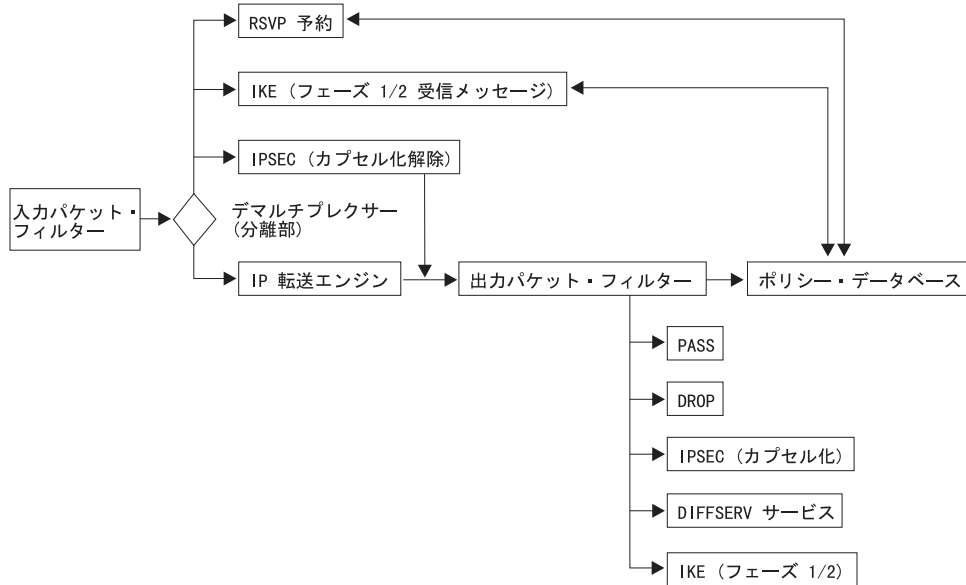 RSVP 予約
IKE (フェーズ 1/2 受信メッセージ)
IPSEC (カプセル化解除)
入力パケット・
フィルター
デマルチプレクサー
(分離部)
IP 転送エンジン
出力パケット・フィルター
ポリシー・データベース
PASS
DROP
IPSEC (カプセル化)
DIFFSERV サービス
IKE (フェーズ 1/2)